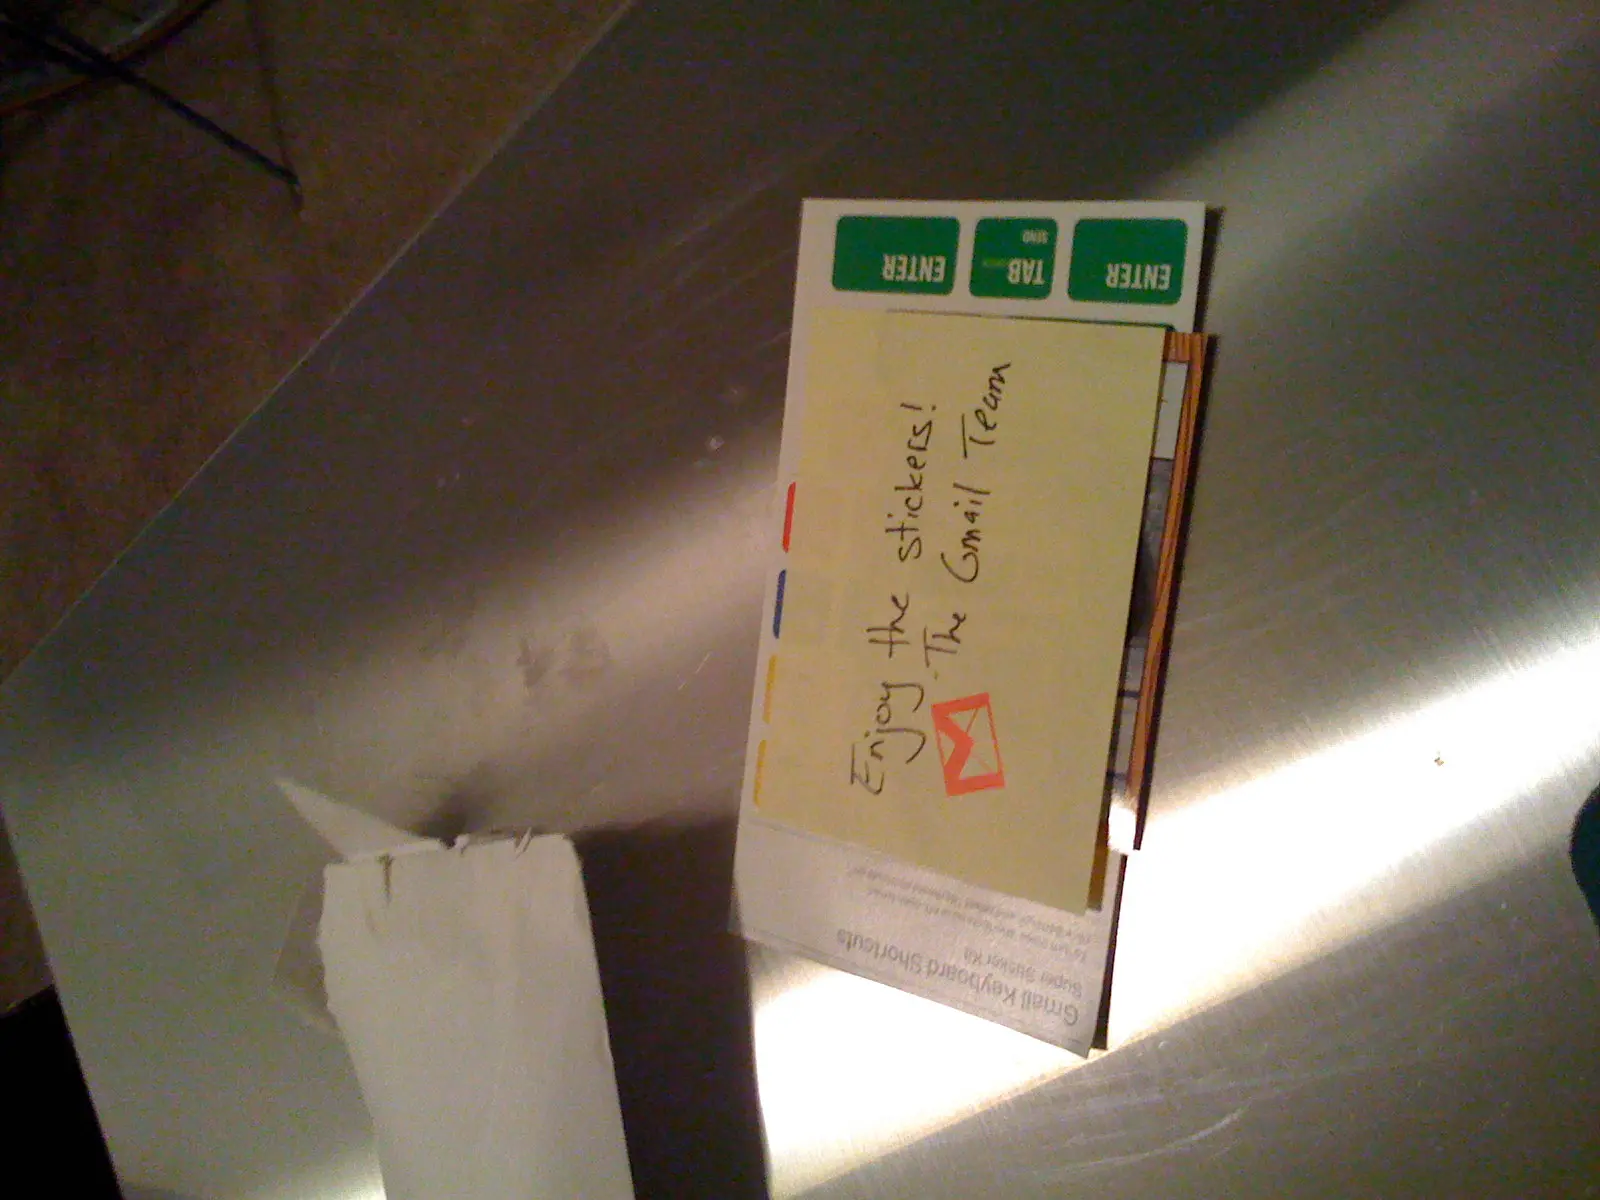 Enjoy the stickers!
-The Gmail Team
ENTER
TAB
SEND
ENTER
Gmail Keyboard Shortcuts
Super Sticker Kit